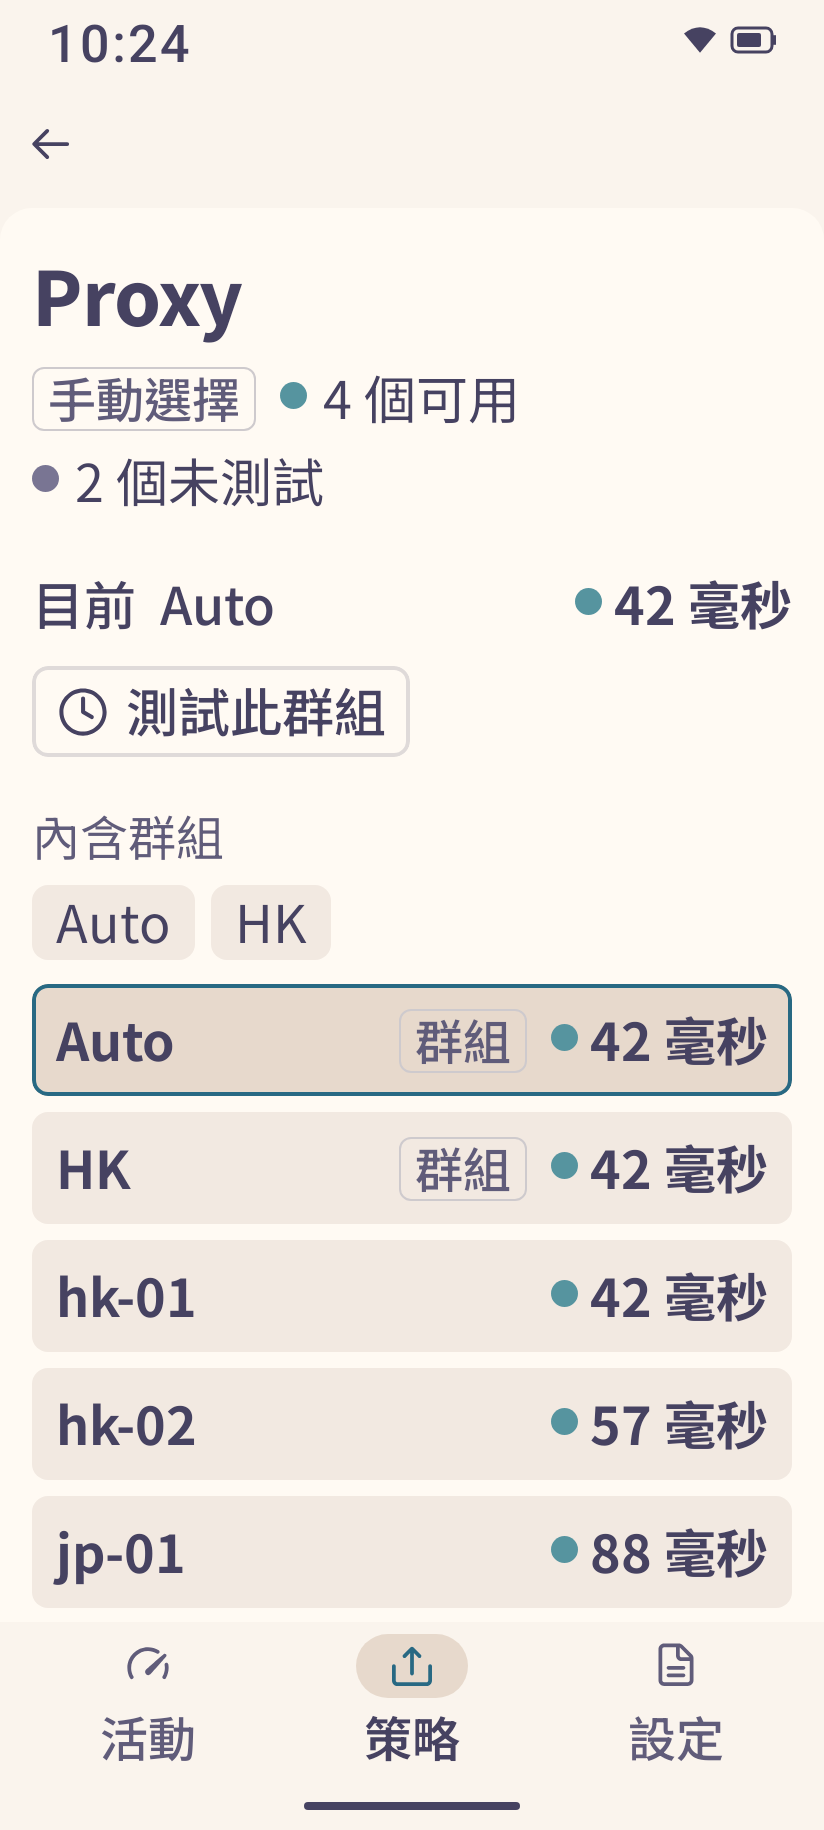 10:24
Proxy
手動選擇 4 個可用
2 個未測試
目前 Auto 42 毫秒
測試此群組
內含群組
Auto HK
Auto 群組 42 毫秒
HK 群組 42 毫秒
hk-01 42 毫秒
hk-02 57 毫秒
jp-01 88 毫秒
活動 策略 設定